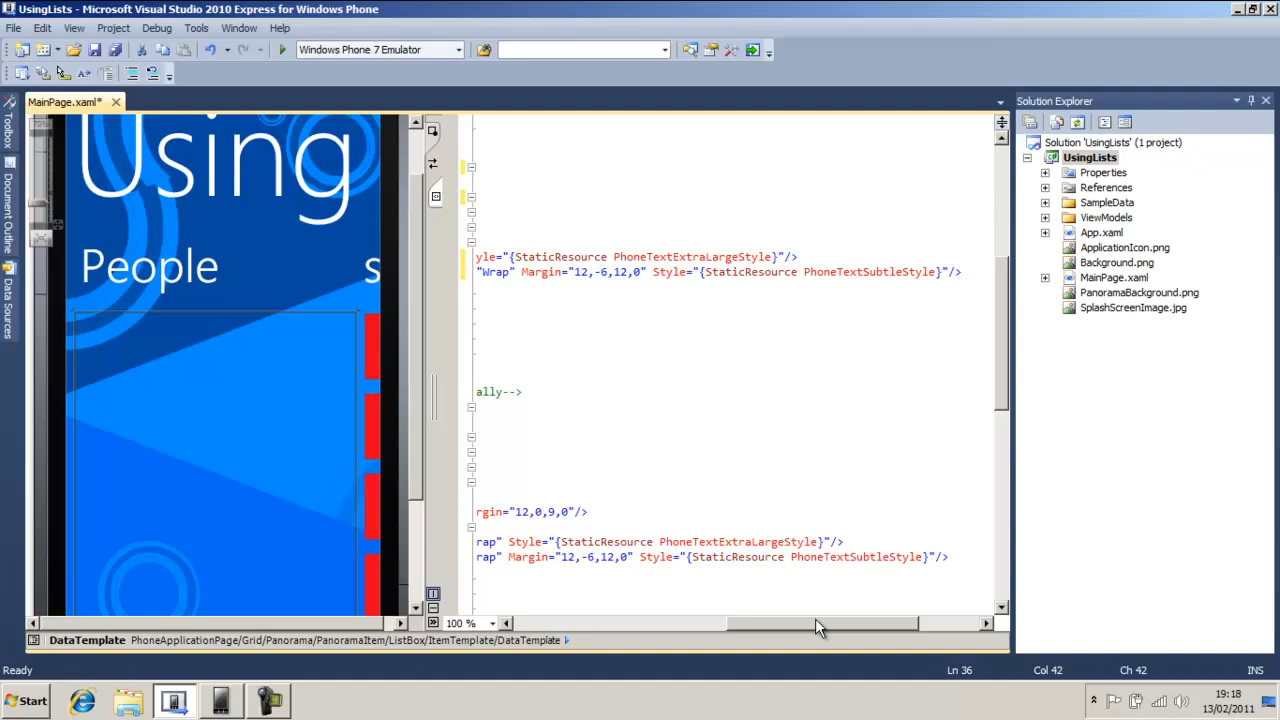 UsingLists - Microsoft Visual Studio 2010 Express for Windows Phone
File Edit View Project Debug Tools Window Help
Windows Phone 7 Emulator
MainPage.xaml*
Solution Explorer
Toolbox
Document Outline
Data Sources
Using
People
s
yle="{StaticResource PhoneTextExtraLargeStyle}"/>
"Wrap" Margin="12,-6,12,0" Style="{StaticResource PhoneTextSubtleStyle}"/>
ally-->
rgin="12,0,9,0"/>
rap" Style="{StaticResource PhoneTextExtraLargeStyle}"/>
rap" Margin="12,-6,12,0" Style="{StaticResource PhoneTextSubtleStyle}"/>
100 %
Solution 'UsingLists' (1 project)
UsingLists
Properties
References
SampleData
ViewModels
App.xaml
ApplicationIcon.png
Background.png
MainPage.xaml
PanoramaBackground.png
SplashScreenImage.jpg
DataTemplate PhoneApplicationPage/Grid/Panorama/PanoramaItem/ListBox/ItemTemplate/DataTemplate
Ready Ln 36 Col 42 Ch 42 INS
Start
19:18
13/02/2011